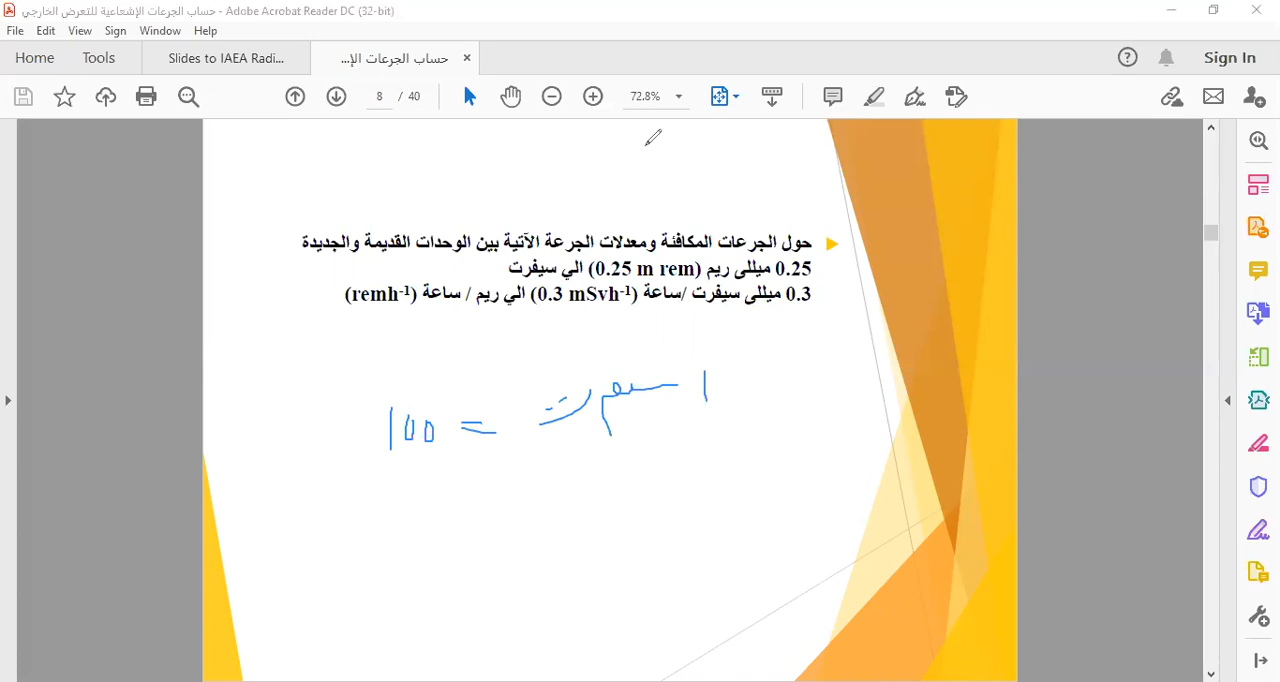 حساب الجرعات الإشعاعية للتعرض الخارجي - Adobe Acrobat Reader DC (32-bit)
File Edit View Sign Window Help
Home Tools Slides to IAEA Radi... حساب الجرعات الإ... × Sign In
8 / 40 72.8%
حول الجرعات المكافئة ومعدلات الجرعة الآتية بين الوحدات القديمة والجديدة
0.25 ميللى ريم (0.25 m rem) الي سيفرت
0.3 ميللى سيفرت /ساعة (0.3 mSvh-1) الي ريم / ساعة (remh-1)
1 سيفرت = 100